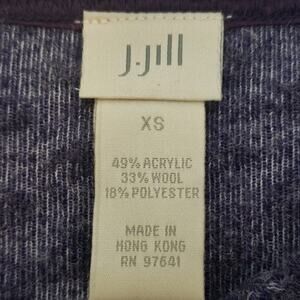 J.Jill
XS
49% ACRYLIC
33% WOOL
18% POLYESTER
MADE IN
HONG KONG
RN 97641